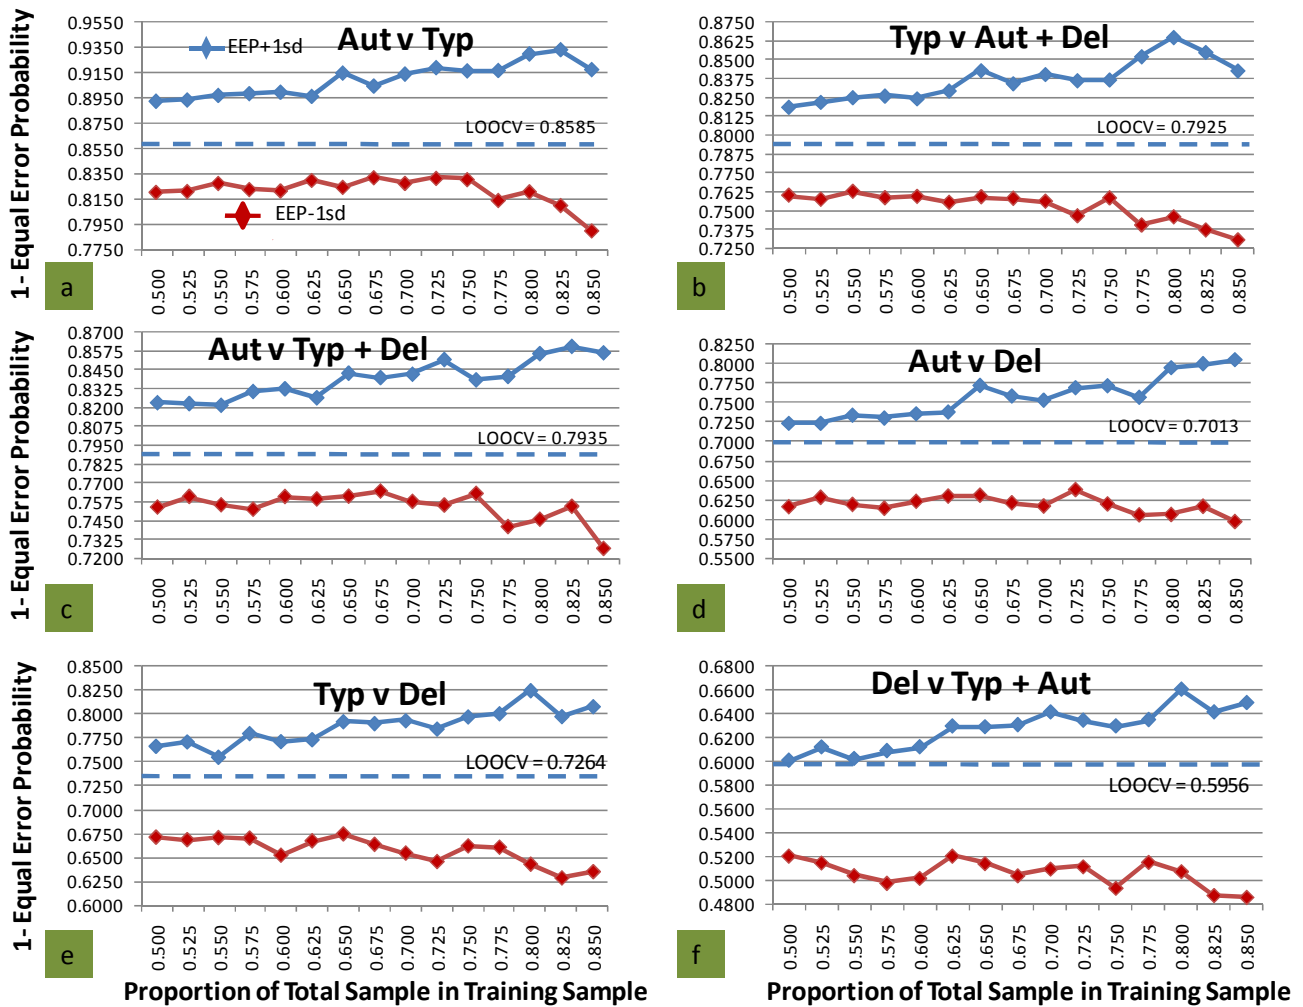 1- Equal Error Probability
0.9550
0.9350
0.9150
0.8950
0.8750
0.8550
0.8350
0.8150
0.7950
0.7750
EEP+1sd
Aut v Typ
LOOCV = 0.8585
EEP-1sd
a
0.500 0.525 0.550 0.575 0.600 0.625 0.650 0.675 0.700 0.725 0.750 0.775 0.800 0.825 0.850
0.8750
0.8625
0.8500
0.8375
0.8250
0.8125
0.8000
0.7875
0.7750
0.7625
0.7500
0.7375
0.7250
Typ v Aut + Del
LOOCV = 0.7925
b
0.500 0.525 0.550 0.575 0.600 0.625 0.650 0.675 0.700 0.725 0.750 0.775 0.800 0.825 0.850
1- Equal Error Probability
0.8700
0.8575
0.8450
0.8325
0.8200
0.8075
0.7950
0.7825
0.7700
0.7575
0.7450
0.7325
0.7200
Aut v Typ + Del
LOOCV = 0.7935
c
0.500 0.525 0.550 0.575 0.600 0.625 0.650 0.675 0.700 0.725 0.750 0.775 0.800 0.825 0.850
0.8250
0.8000
0.7750
0.7500
0.7250
0.7000
0.6750
0.6500
0.6250
0.6000
0.5750
0.5500
Aut v Del
LOOCV = 0.7013
d
0.500 0.525 0.550 0.575 0.600 0.625 0.650 0.675 0.700 0.725 0.750 0.775 0.800 0.825 0.850
1- Equal Error Probability
0.8500
0.8250
0.8000
0.7750
0.7500
0.7250
0.7000
0.6750
0.6500
0.6250
0.6000
Typ v Del
LOOCV = 0.7264
e
0.500 0.525 0.550 0.575 0.600 0.625 0.650 0.675 0.700 0.725 0.750 0.775 0.800 0.825 0.850
Proportion of Total Sample in Training Sample
0.6800
0.6600
0.6400
0.6200
0.6000
0.5800
0.5600
0.5400
0.5200
0.5000
0.4800
Del v Typ + Aut
LOOCV = 0.5956
f
0.500 0.525 0.550 0.575 0.600 0.625 0.650 0.675 0.700 0.725 0.750 0.775 0.800 0.825 0.850
Proportion of Total Sample in Training Sample